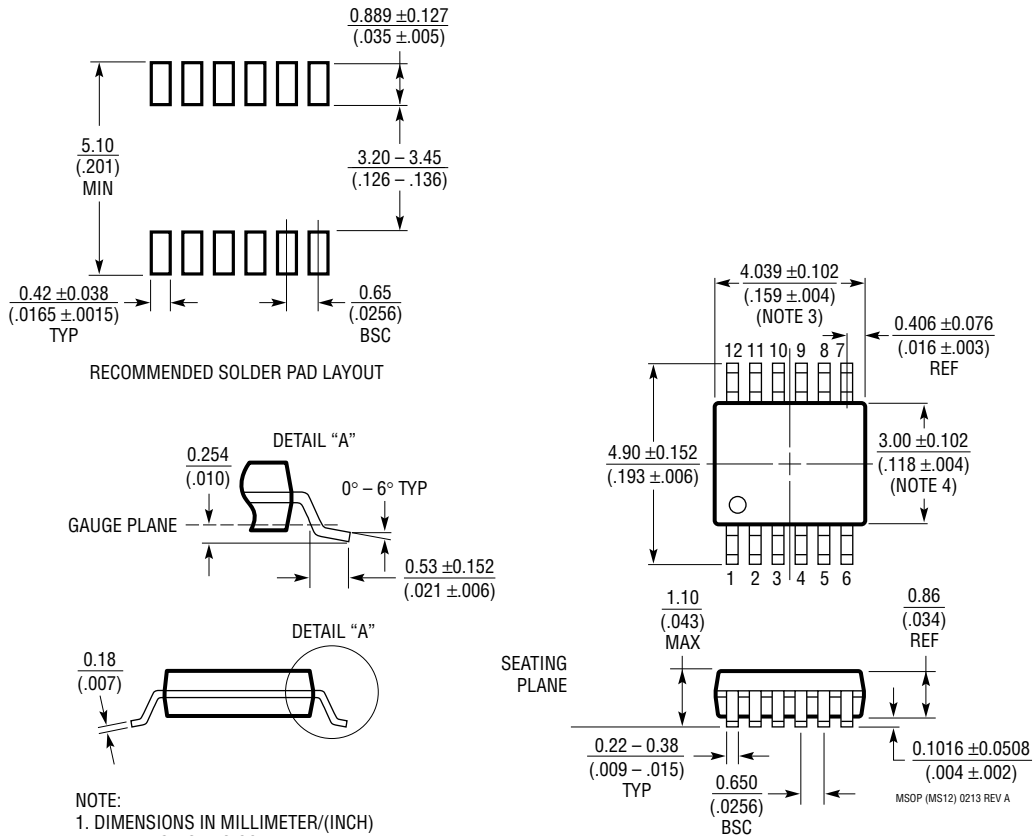 0.889 ±0.127
(.035 ±.005)
5.10
(.201)
MIN
3.20 – 3.45
(.126 – .136)
0.42 ±0.038
(.0165 ±.0015)
TYP
0.65
(.0256)
BSC
RECOMMENDED SOLDER PAD LAYOUT
4.039 ±0.102
(.159 ±.004)
(NOTE 3)
0.406 ±0.076
(.016 ±.003)
REF
12 11 10 9 8 7
4.90 ±0.152
(.193 ±.006)
3.00 ±0.102
(.118 ±.004)
(NOTE 4)
1 2 3 4 5 6
DETAIL “A”
0.254
(.010)
0° – 6° TYP
GAUGE PLANE
0.53 ±0.152
(.021 ±.006)
DETAIL “A”
0.18
(.007)
1.10
(.043)
MAX
0.86
(.034)
REF
SEATING
PLANE
0.22 – 0.38
(.009 – .015)
TYP
0.650
(.0256)
BSC
0.1016 ±0.0508
(.004 ±.002)
MSOP (MS12) 0213 REV A
NOTE:
1. DIMENSIONS IN MILLIMETER/(INCH)